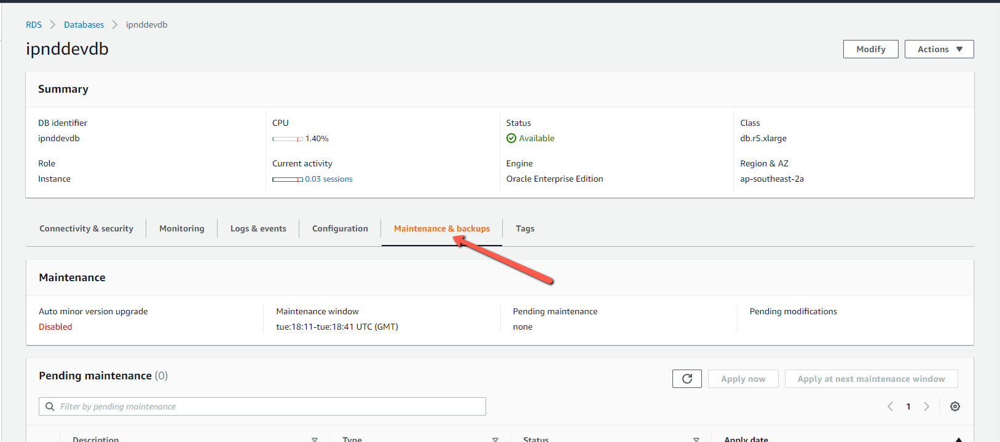 RDS > Databases > ipnddevdb
ipnddevdb
Modify
Actions
Summary
DB identifier
ipnddevdb
CPU
1.40%
Status
Available
Class
db.r5.xlarge
Role
Instance
Current activity
0.03 sessions
Engine
Oracle Enterprise Edition
Region & AZ
ap-southeast-2a
Connectivity & security
Monitoring
Logs & events
Configuration
Maintenance & backups
Tags
Maintenance
Auto minor version upgrade
Disabled
Maintenance window
tue:18:11-tue:18:41 UTC (GMT)
Pending maintenance
none
Pending modifications
Pending maintenance (0)
Apply now
Apply at next maintenance window
Filter by pending maintenance
1
Description
Type
Status
Apply date